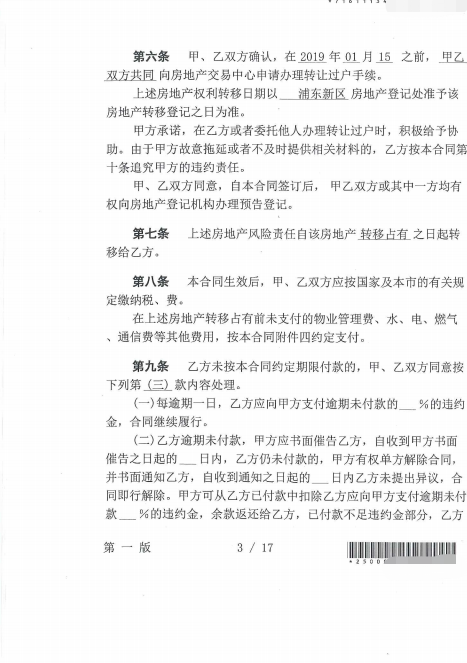 第六条 甲、乙双方确认，在 2019 年 01 月 15 之前，甲乙
双方共同 向房地产交易中心申请办理转让过户手续。
上述房地产权利转移日期以 浦东新区 房地产登记处准予该
房地产转移登记之日为准。
甲方承诺，在乙方或者委托他人办理转让过户时，积极给予协
助。由于甲方故意拖延或者不及时提供相关材料的，乙方按本合同第
十条追究甲方的违约责任。
甲、乙双方同意，自本合同签订后，甲乙双方或其中一方均有
权向房地产登记机构办理预告登记。
第七条 上述房地产风险责任自该房地产 转移占有 之日起转
移给乙方。
第八条 本合同生效后，甲、乙双方应按国家及本市的有关规
定缴纳税、费。
在上述房地产转移占有前未支付的物业管理费、水、电、燃气
、通信费等其他费用，按本合同附件四约定支付。
第九条 乙方未按本合同约定期限付款的，甲、乙双方同意按
下列第 (三) 款内容处理。
(一)每逾期一日，乙方应向甲方支付逾期未付款的___%的违约
金，合同继续履行。
(二)乙方逾期未付款，甲方应书面催告乙方，自收到甲方书面
催告之日起的___日内，乙方仍未付款的，甲方有权单方解除合同，
并书面通知乙方，自收到通知之日起的___日内乙方未提出异议，合
同即行解除。甲方可从乙方已付款中扣除乙方应向甲方支付逾期未付
款___%的违约金，余款返还给乙方，已付款不足违约金部分，乙方
第 一 版 3 / 17
*2500